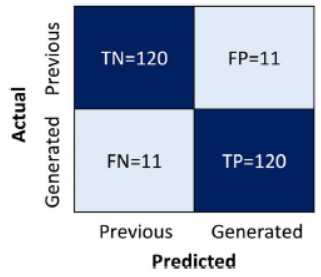 Actual
Previous
Generated
TN=120
FP=11
FN=11
TP=120
Previous
Generated
Predicted